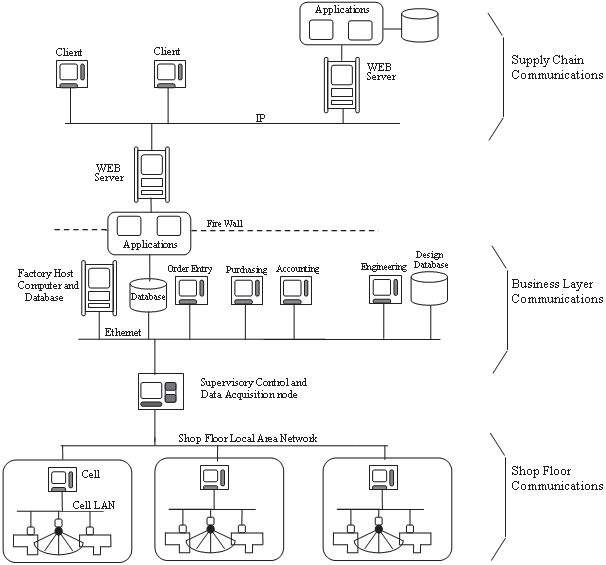 Applications
Client
Client
WEB
Server
Supply Chain
Communications
IP
WEB
Server
Fire Wall
Applications
Factory Host
Computer and
Database
Database
Order Entry
Purchasing
Accounting
Engineering
Design
Database
Business Layer
Communications
Ethernet
Supervisory Control and
Data Acquisition node
Shop Floor Local Area Network
Cell
Cell LAN
Shop Floor
Communications